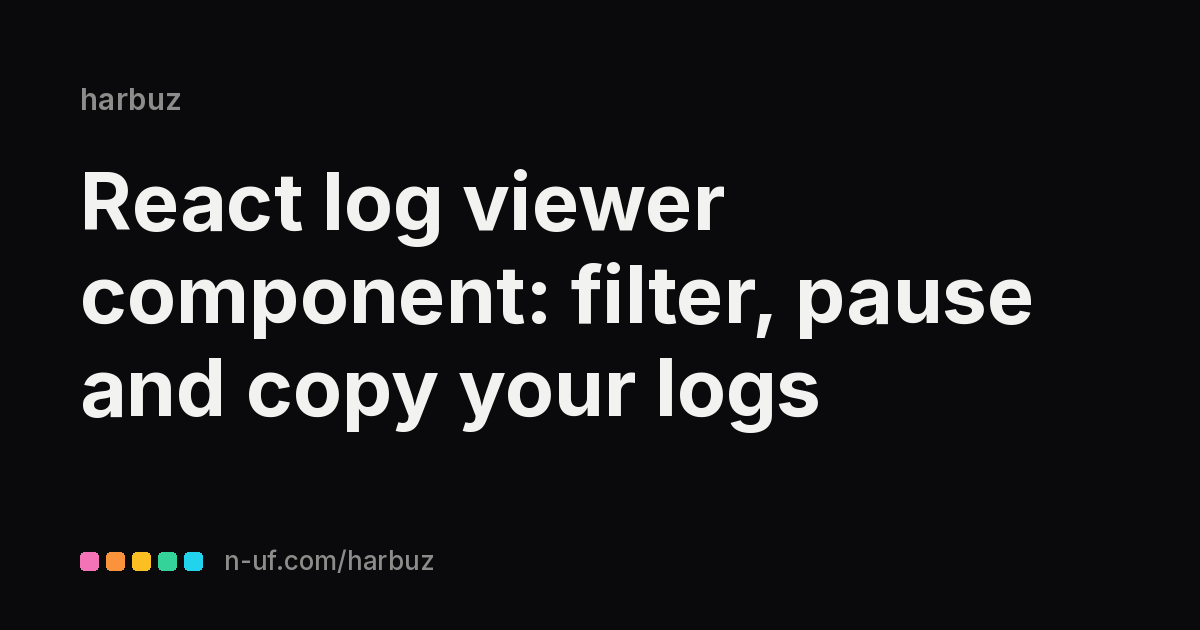 harbuz
React log viewer
component: filter, pause
and copy your logs
n-uf.com/harbuz